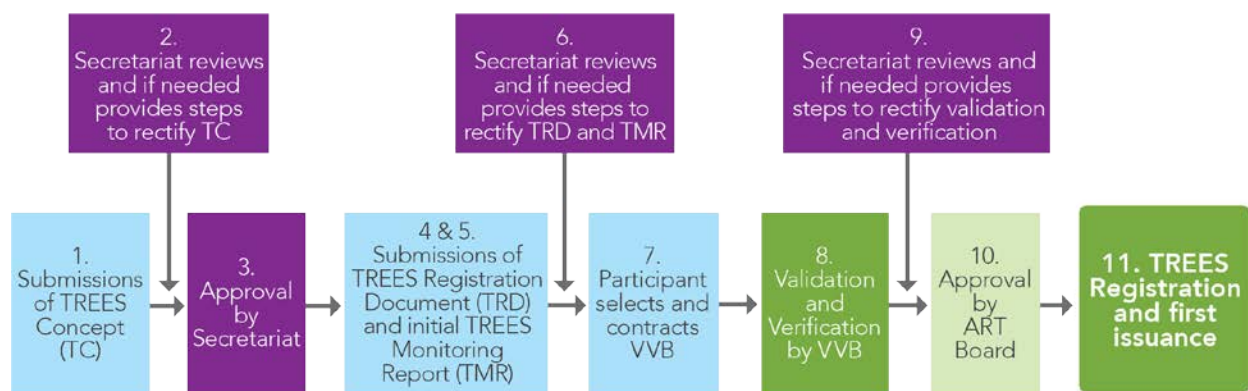 2.
Secretariat reviews
and if needed
provides steps
to rectify TC
6.
Secretariat reviews
and if needed
provides steps to
rectify TRD and TMR
9.
Secretariat reviews and
if needed provides
steps to rectify validation
and verification
1.
Submissions
of TREES
Concept
(TC)
3.
Approval
by
Secretariat
4 & 5.
Submissions of
TREES Registration
Document (TRD)
and initial TREES
Monitoring
Report (TMR)
7.
Participant
selects and
contracts
VVB
8.
Validation
and
Verification
by VVB
10.
Approval
by ART
Board
11. TREES
Registration
and first
issuance